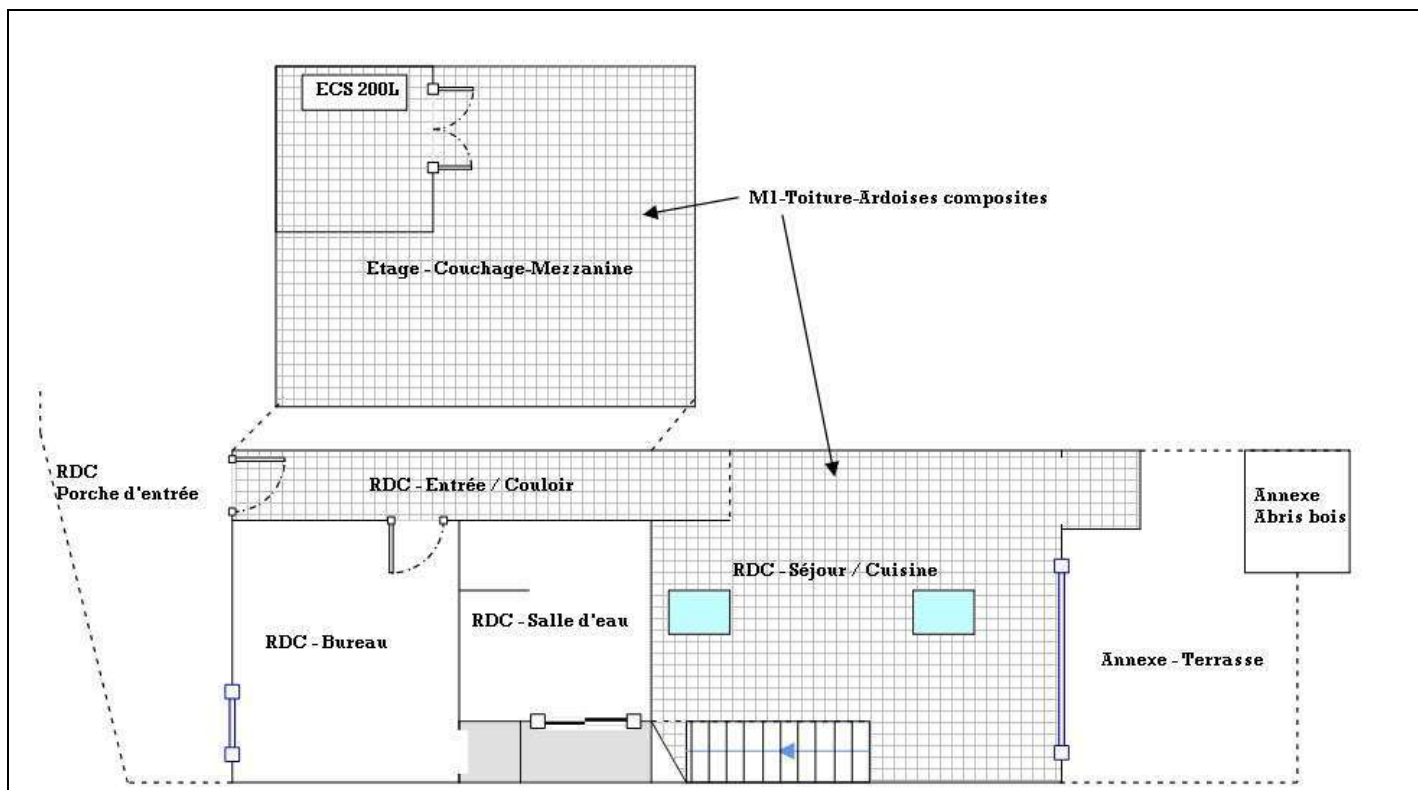 ECS 200L
M1-Toiture-Ardoises composites
Etage - Couchage-Mezzanine
RDC
Porche d'entrée
RDC - Entrée / Couloir
Annexe
Abris bois
RDC - Séjour / Cuisine
RDC - Salle d'eau
RDC - Bureau
Annexe - Terrasse